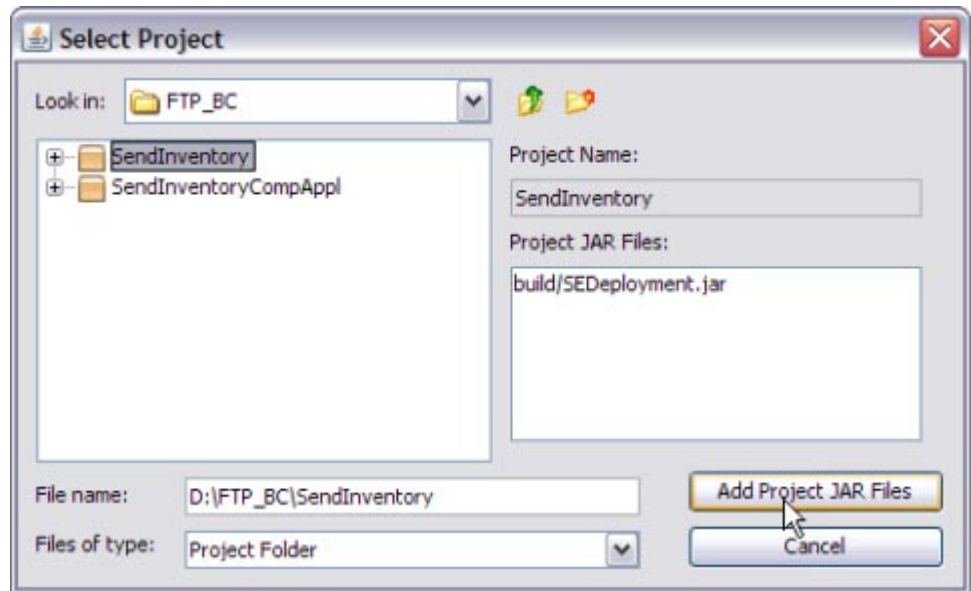 Select Project
Look in: FTP_BC
SendInventory
SendInventoryCompAppl
Project Name:
SendInventory
Project JAR Files:
build/SEDeployment.jar
File name: D:\FTP_BC\SendInventory
Add Project JAR Files
Files of type: Project Folder
Cancel